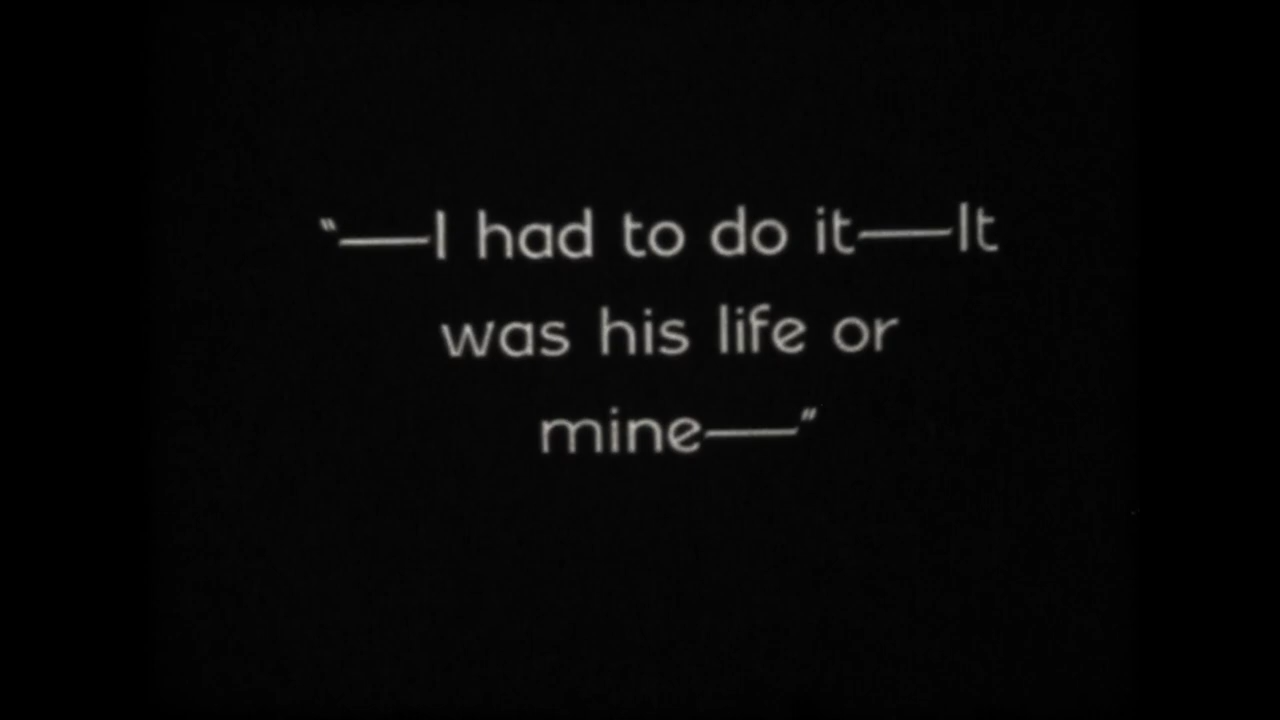 "—I had to do it—It
was his life or
mine—"